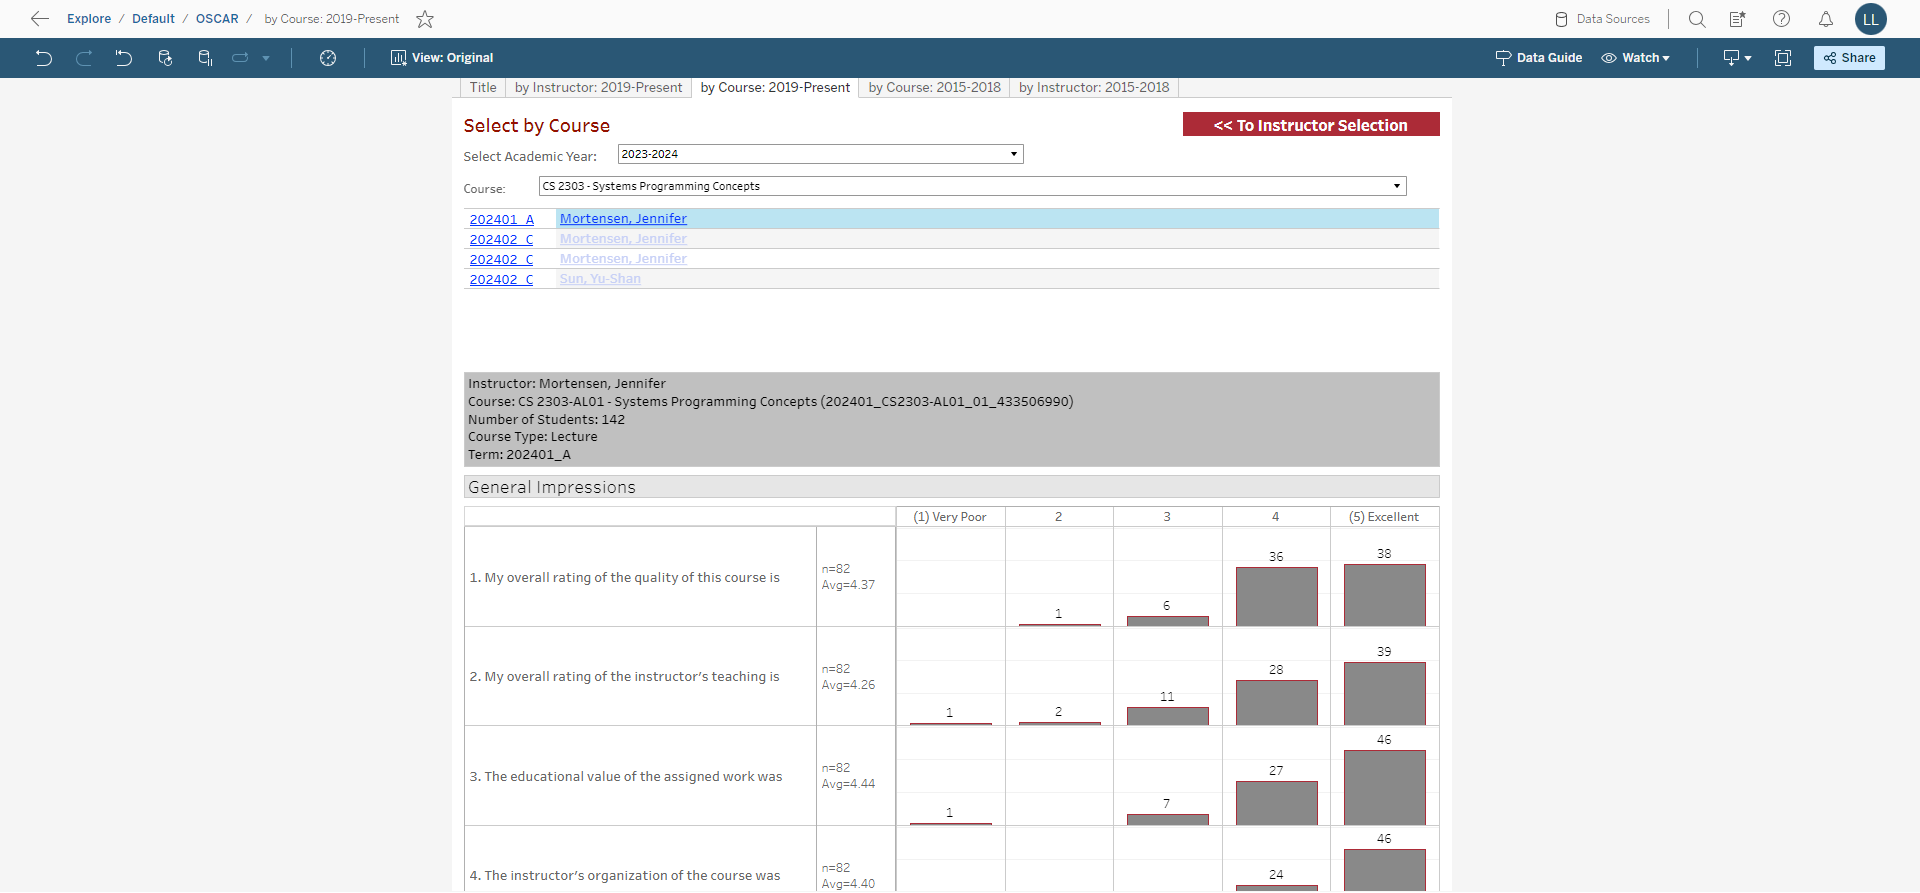 Explore / Default / OSCAR / by Course: 2019-Present
Data Sources
LL
View: Original
Data Guide
Watch
Share
Title
by Instructor: 2019-Present
by Course: 2019-Present
by Course: 2015-2018
by Instructor: 2015-2018
Select by Course
<< To Instructor Selection
Select Academic Year:
2023-2024
Course:
CS 2303 - Systems Programming Concepts
202401_A Mortensen, Jennifer
202402_C Mortensen, Jennifer
202402_C Mortensen, Jennifer
202402_C Sun, Yu-Shan
Instructor: Mortensen, Jennifer
Course: CS 2303-AL01 - Systems Programming Concepts (202401_CS2303-AL01_01_433506990)
Number of Students: 142
Course Type: Lecture
Term: 202401_A
General Impressions
(1) Very Poor 2 3 4 (5) Excellent
1. My overall rating of the quality of this course is
n=82
Avg=4.37
1 6 36 38
2. My overall rating of the instructor's teaching is
n=82
Avg=4.26
1 2 11 28 39
3. The educational value of the assigned work was
n=82
Avg=4.44
1 7 27 46
4. The instructor's organization of the course was
n=82
Avg=4.40
24 46